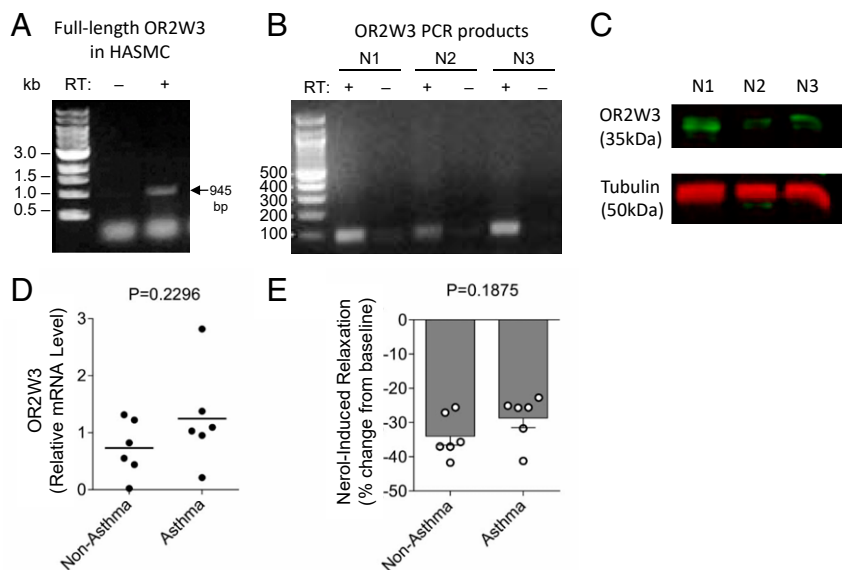 A
Full-length OR2W3
in HASMC
kb RT: – +
3.0 –
1.5 –
1.0 –
0.5 –
945
bp
B
OR2W3 PCR products
N1 N2 N3
RT: + – + – + –
500
400
300
200
100
C
N1 N2 N3
OR2W3
(35kDa)
Tubulin
(50kDa)
D
P=0.2296
OR2W3
(Relative mRNA Level)
3
2
1
0
Non-Asthma
Asthma
E
P=0.1875
Nerol-Induced Relaxation
(% change from baseline)
0
-10
-20
-30
-40
-50
Non-Asthma
Asthma